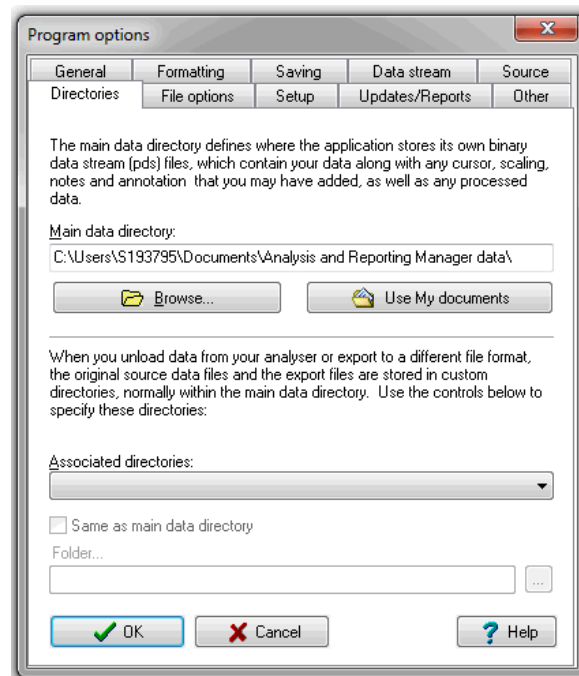 Program options
General Formatting Saving Data stream Source
Directories File options Setup Updates/Reports Other
The main data directory defines where the application stores its own binary
data stream (pds) files, which contain your data along with any cursor, scaling,
notes and annotation that you may have added, as well as any processed
data.
Main data directory:
C:\Users\S193795\Documents\Analysis and Reporting Manager data\
Browse... Use My documents
When you unload data from your analyser or export to a different file format,
the original source data files and the export files are stored in custom
directories, normally within the main data directory. Use the controls below to
specify these directories:
Associated directories:
Same as main data directory
Folder...
...
OK Cancel Help